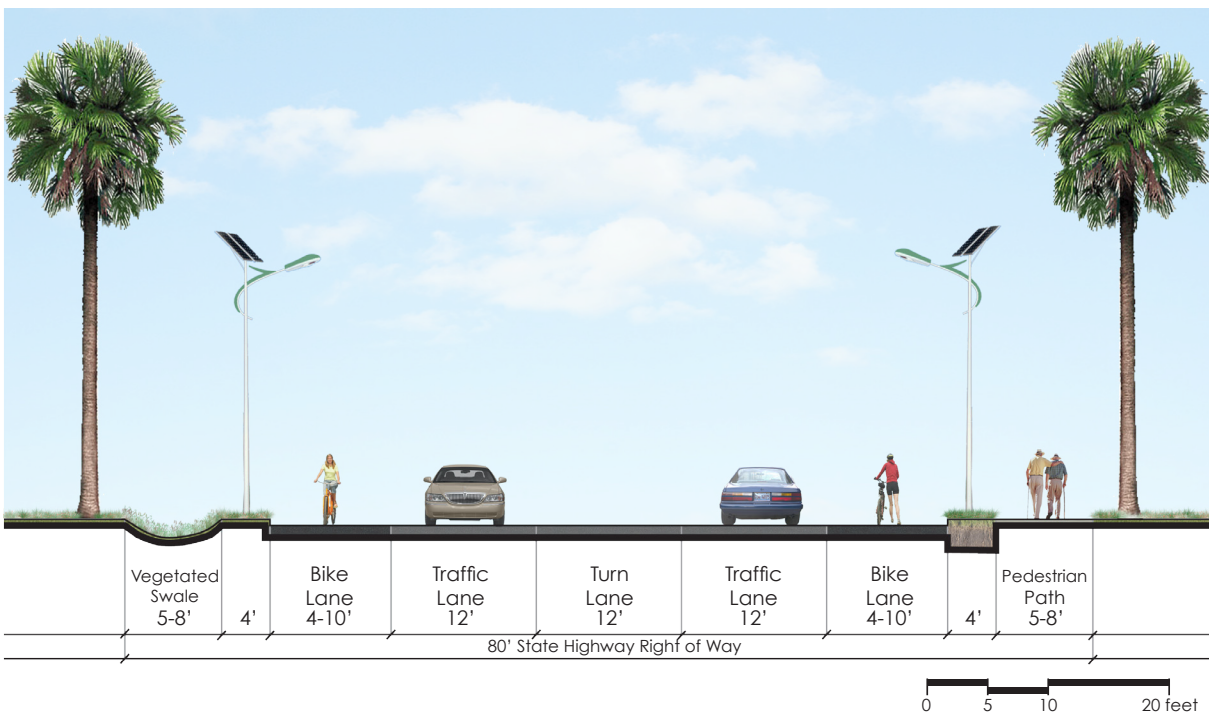 Vegetated
Swale
5-8’
4’
Bike
Lane
4-10’
Traffic
Lane
12’
Turn
Lane
12’
Traffic
Lane
12’
Bike
Lane
4-10’
4’
Pedestrian
Path
5-8’
80’ State Highway Right of Way
0 5 10 20 feet